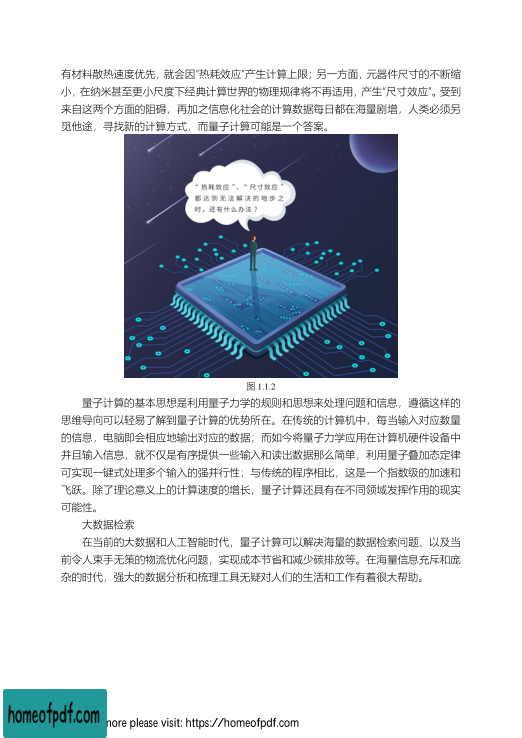 有材料散热速度优先，就会因“热耗效应”产生计算上限；另一方面，元器件尺寸的不断缩
小，在纳米甚至更小尺度下经典计算世界的物理规律将不再适用，产生“尺寸效应”。受到
来自这两个方面的阻碍，再加之信息化社会的计算数据每日都在海量剧增，人类必须另
觅他途，寻找新的计算方式，而量子计算可能是一个答案。
“热耗效应”、“尺寸效应”
都达到无法解决的地步之
时，还有什么办法？
图 1.1.2
量子计算的基本思想是利用量子力学的规则和思想来处理问题和信息，遵循这样的
思维导向可以轻易了解到量子计算的优势所在。在传统的计算机中，每当输入对应数量
的信息，电脑即会相应地输出对应的数据；而如今将量子力学应用在计算机硬件设备中
并且输入信息，就不仅是有序提供一些输入和读出数据那么简单，利用量子叠加态定律
可实现一键式处理多个输入的强并行性；与传统的程序相比，这是一个指数级的加速和
飞跃。除了理论意义上的计算速度的增长，量子计算还具有在不同领域发挥作用的现实
可能性。
大数据检索
在当前的大数据和人工智能时代，量子计算可以解决海量的数据检索问题、以及当
前令人束手无策的物流优化问题，实现成本节省和减少碳排放等。在海量信息充斥和庞
杂的时代，强大的数据分析和梳理工具无疑对人们的生活和工作有着很大帮助。
homeofpdf.com
more please visit: https://homeofpdf.com